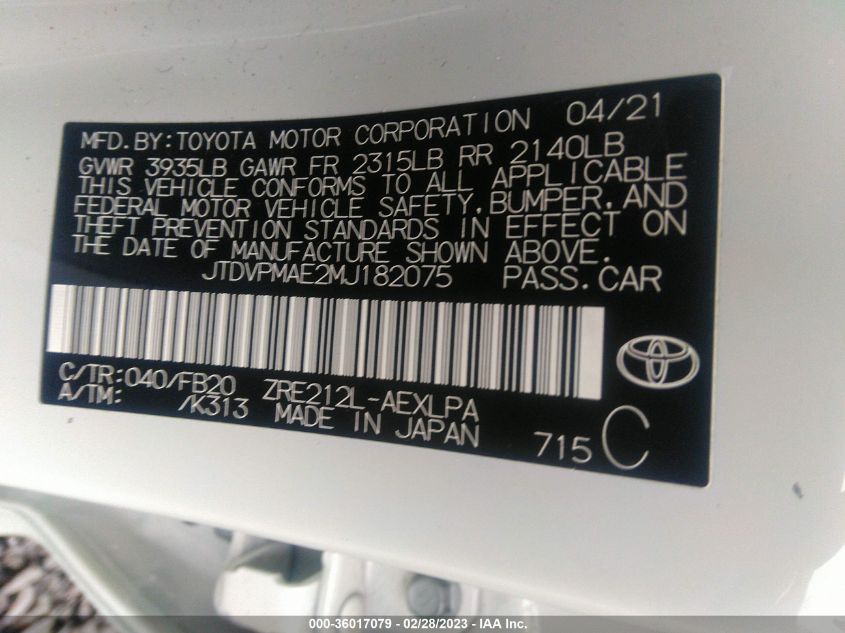 MFD. BY: TOYOTA MOTOR CORPORATION 04/21
GVWR 3935LB GAWR FR 2315LB RR 2140LB
THIS VEHICLE CONFORMS TO ALL APPLICABLE
FEDERAL MOTOR VEHICLE SAFETY, BUMPER, AND
THEFT PREVENTION STANDARDS IN EFFECT ON
THE DATE OF MANUFACTURE SHOWN ABOVE.
JTDVPMAE2MJ182075 PASS.CAR
C/TR:040/FB20 ZRE212L-AEXLPA
A/TM: /K313 MADE IN JAPAN
715 C
000-36017079 / 02/28/2023 - IAA Inc.